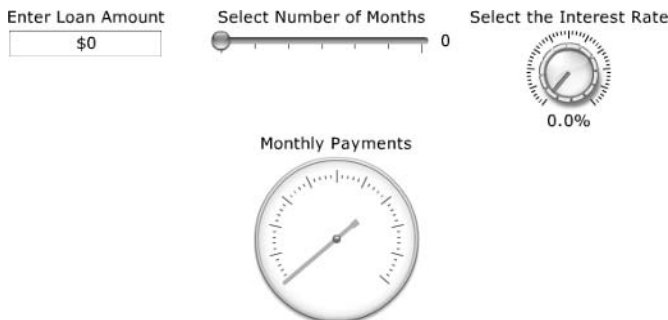 Enter Loan Amount
$0
Select Number of Months
0
Select the Interest Rate
0.0%
Monthly Payments